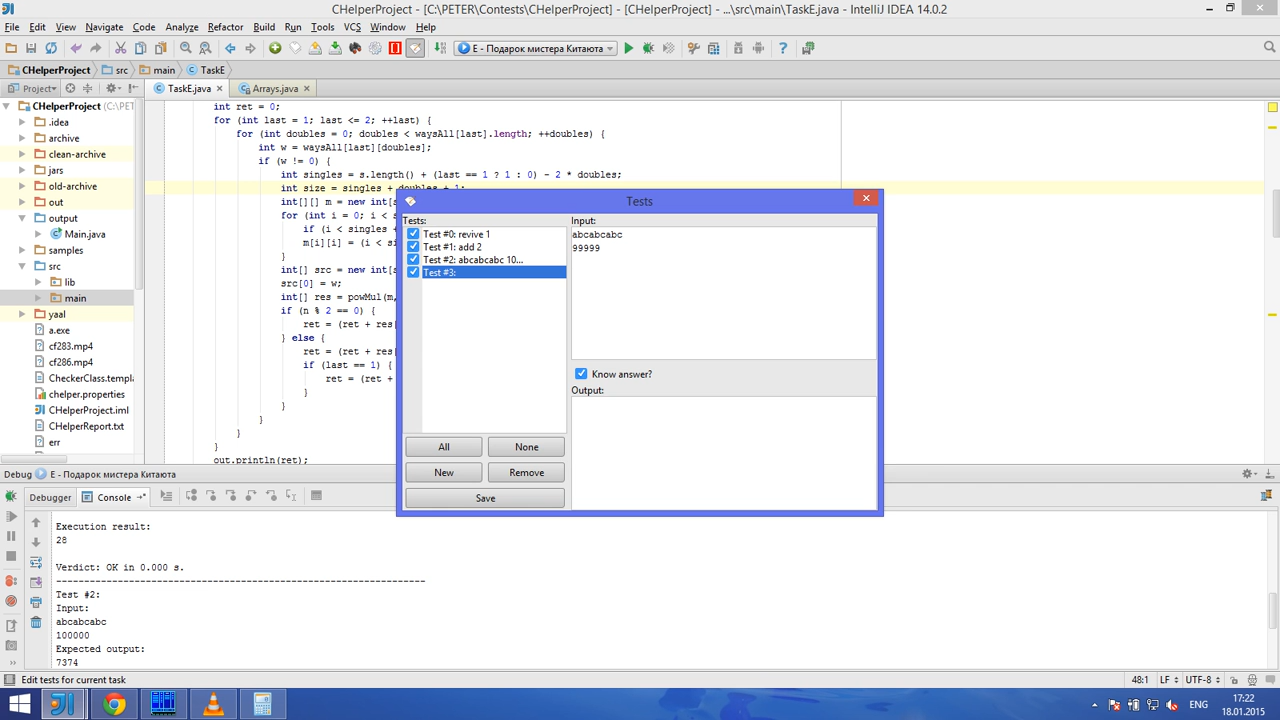 CHelperProject - [C:\PETER\Contests\CHelperProject] - [CHelperProject] - ...\src\main\TaskE.java - IntelliJ IDEA 14.0.2
File Edit View Navigate Code Analyze Refactor Build Run Tools VCS Window Help
E - Подарок мистера Китаюта
CHelperProject src main TaskE
Project TaskE.java Arrays.java
CHelperProject (C:\PET
.idea
archive
clean-archive
jars
old-archive
out
output
Main.java
samples
src
lib
main
yaal
a.exe
cf283.mp4
cf286.mp4
CheckerClass.templa
chelper.properties
CHelperProject.iml
CHelperReport.txt
err
int ret = 0;
for (int last = 1; last <= 2; ++last) {
for (int doubles = 0; doubles < waysAll[last].length; ++doubles) {
int w = waysAll[last][doubles];
if (w != 0) {
int singles = s.length() + (last == 1 ? 1 : 0) - 2 * doubles;
int size = singles + doubles + 1;
int[][] m = new int[s
for (int i = 0; i < s
if (i < singles +
m[i][i] = (i < si
}
int[] src = new int[s
src[0] = w;
int[] res = powMul(m,
if (n % 2 == 0) {
ret = (ret + res[
} else {
ret = (ret + res[
if (last == 1) {
ret = (ret +
}
}
}
}
}
out.println(ret);
Tests
Tests:
Test #0: revive 1
Test #1: add 2
Test #2: abcabcabc 10...
Test #3:
All None
New Remove
Save
Input:
abcabcabc
99999
Know answer?
Output:
Debug E - Подарок мистера Китаюта
Debugger Console
Execution result:
28
Verdict: OK in 0.000 s.
------------------------------------------------------------------
Test #2:
Input:
abcabcabc
100000
Expected output:
7374
Edit tests for current task
48:1 LF UTF-8
ENG
17:22
18.01.2015